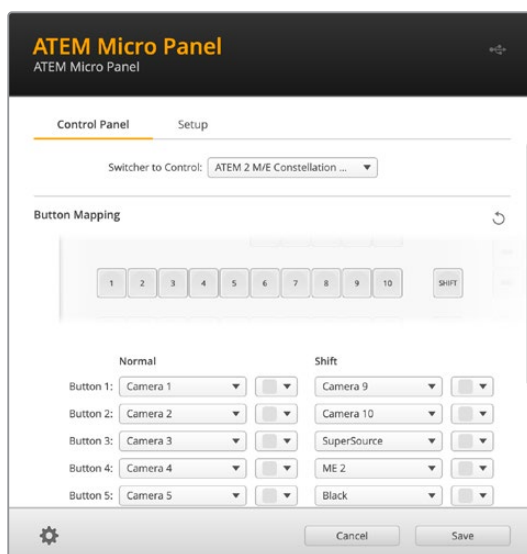 ATEM Micro Panel
ATEM Micro Panel
Control Panel Setup
Switcher to Control: ATEM 2 M/E Constellation ...
Button Mapping
1 2 3 4 5 6 7 8 9 10 SHIFT
Normal Shift
Button 1: Camera 1 Camera 9
Button 2: Camera 2 Camera 10
Button 3: Camera 3 SuperSource
Button 4: Camera 4 ME 2
Button 5: Camera 5 Black
Cancel Save